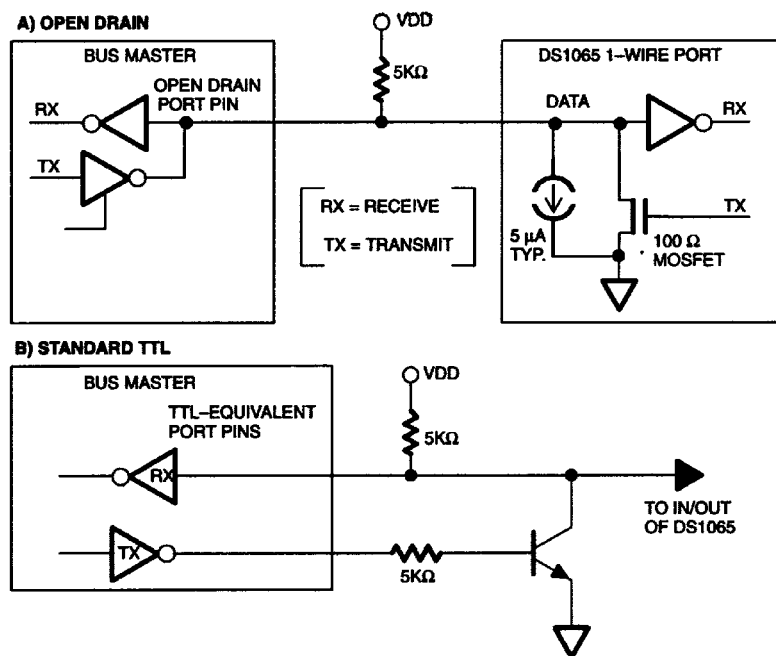 A) OPEN DRAIN
BUS MASTER
OPEN DRAIN
PORT PIN
RX
TX
VDD
5KΩ
RX = RECEIVE
TX = TRANSMIT
DS1065 1–WIRE PORT
DATA
RX
TX
5 µA
TYP.
100 Ω
MOSFET
B) STANDARD TTL
BUS MASTER
TTL–EQUIVALENT
PORT PINS
RX
TX
VDD
5KΩ
5KΩ
TO IN/OUT
OF DS1065